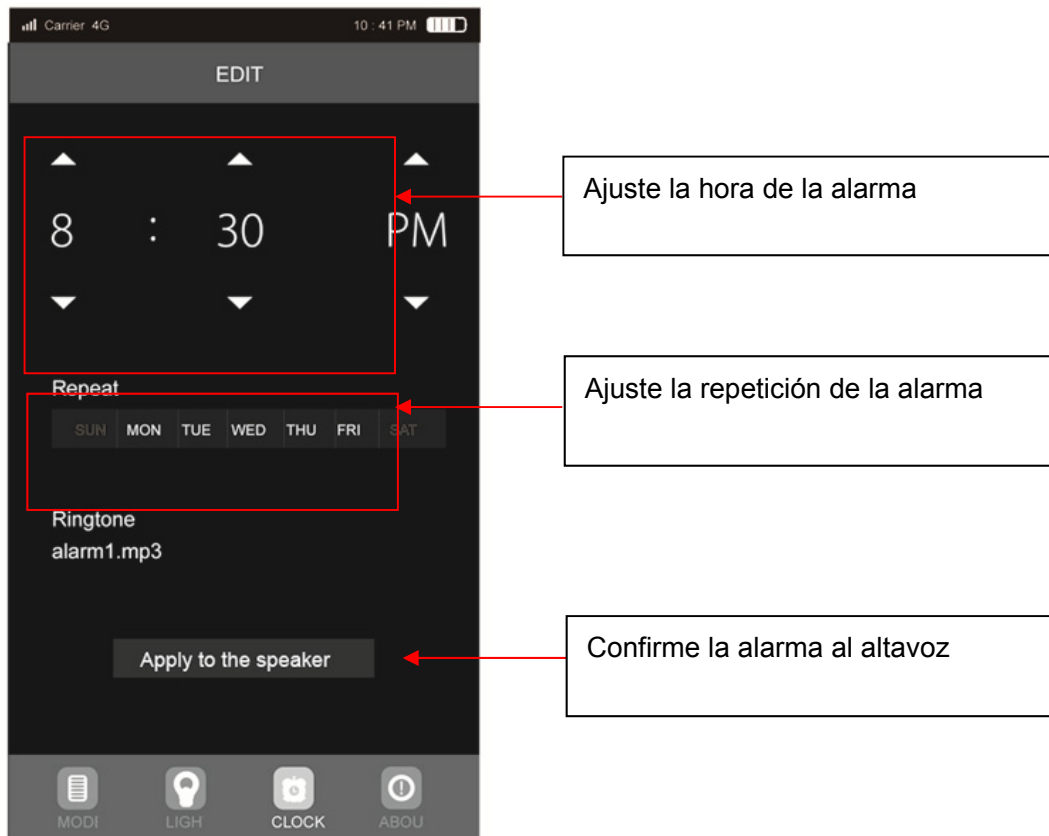 Carrier 4G 10 : 41 PM
EDIT
8 : 30 PM
Ajuste la hora de la alarma
Repeat
SUN MON TUE WED THU FRI SAT
Ajuste la repetición de la alarma
Ringtone
alarm1.mp3
Apply to the speaker
Confirme la alarma al altavoz
MODE LIGH CLOCK ABOU